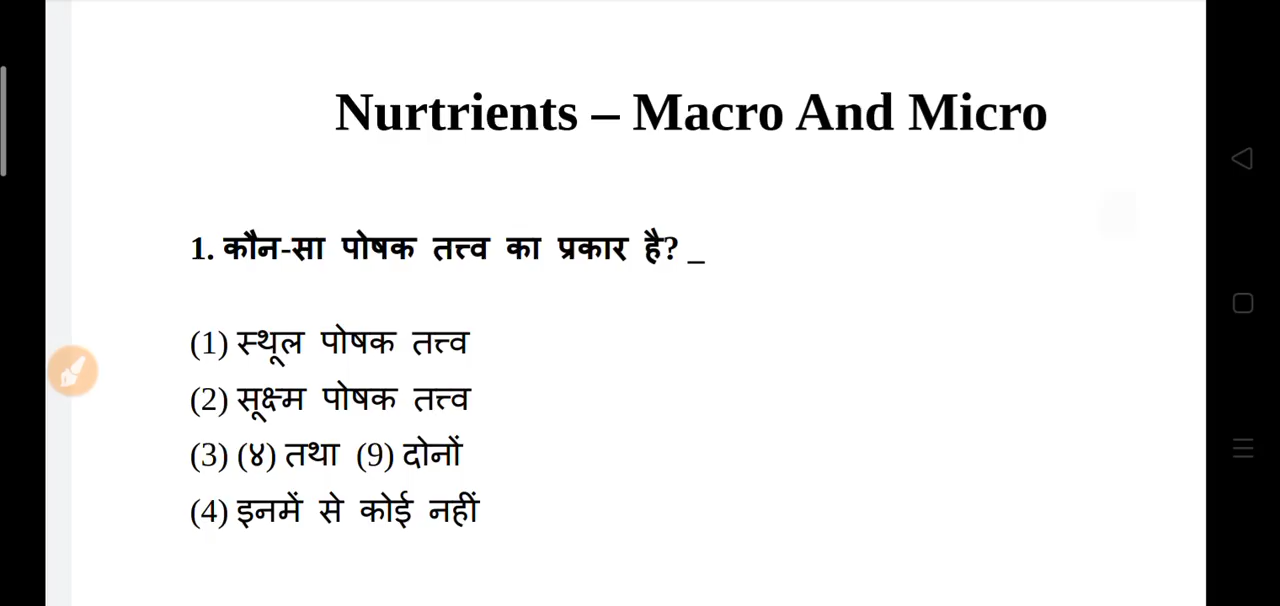 Nurtrients – Macro And Micro
1. कौन-सा पोषक तत्त्व का प्रकार है? _
(1) स्थूल पोषक तत्त्व
(2) सूक्ष्म पोषक तत्त्व
(3) (४) तथा (9) दोनों
(4) इनमें से कोई नहीं